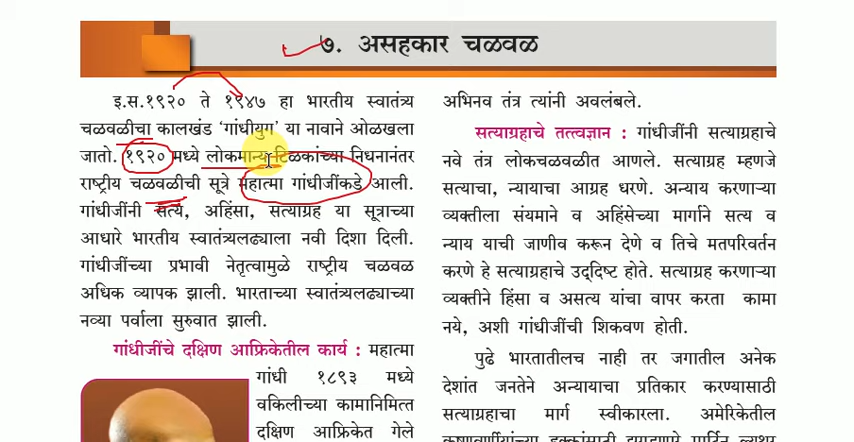 ७. असहकार चळवळ
इ.स.१९२० ते १९४७ हा भारतीय स्वातंत्र्य
चळवळीचा कालखंड ‘गांधीयुग’ या नावाने ओळखला
जातो. १९२० मध्ये लोकमान्य टिळकांच्या निधनानंतर
राष्ट्रीय चळवळीची सूत्रे महात्मा गांधीजींकडे आली.
गांधीजींनी सत्य, अहिंसा, सत्याग्रह या सूत्राच्या
आधारे भारतीय स्वातंत्र्यलढ्याला नवी दिशा दिली.
गांधीजींच्या प्रभावी नेतृत्वामुळे राष्ट्रीय चळवळ
अधिक व्यापक झाली. भारताच्या स्वातंत्र्यलढ्याच्या
नव्या पर्वाला सुरुवात झाली.
गांधीजींचे दक्षिण आफ्रिकेतील कार्य : महात्मा
गांधी १८९३ मध्ये
वकिलीच्या कामानिमित्त
दक्षिण आफ्रिकेत गेले
अभिनव तंत्र त्यांनी अवलंबले.
सत्याग्रहाचे तत्त्वज्ञान : गांधीजींनी सत्याग्रहाचे
नवे तंत्र लोकचळवळीत आणले. सत्याग्रह म्हणजे
सत्याचा, न्यायाचा आग्रह धरणे. अन्याय करणाऱ्या
व्यक्तीला संयमाने व अहिंसेच्या मार्गाने सत्य व
न्याय याची जाणीव करून देणे व तिचे मतपरिवर्तन
करणे हे सत्याग्रहाचे उद्‌दिष्ट होते. सत्याग्रह करणाऱ्या
व्यक्तीने हिंसा व असत्य यांचा वापर करता कामा
नये, अशी गांधीजींची शिकवण होती.
पुढे भारतातीलच नाही तर जगातील अनेक
देशांत जनतेने अन्यायाचा प्रतिकार करण्यासाठी
सत्याग्रहाचा मार्ग स्वीकारला. अमेरिकेतील
कृष्णवर्णीयांच्या हक्कांसाठी झगडणारे मार्टिन ल्यूथर